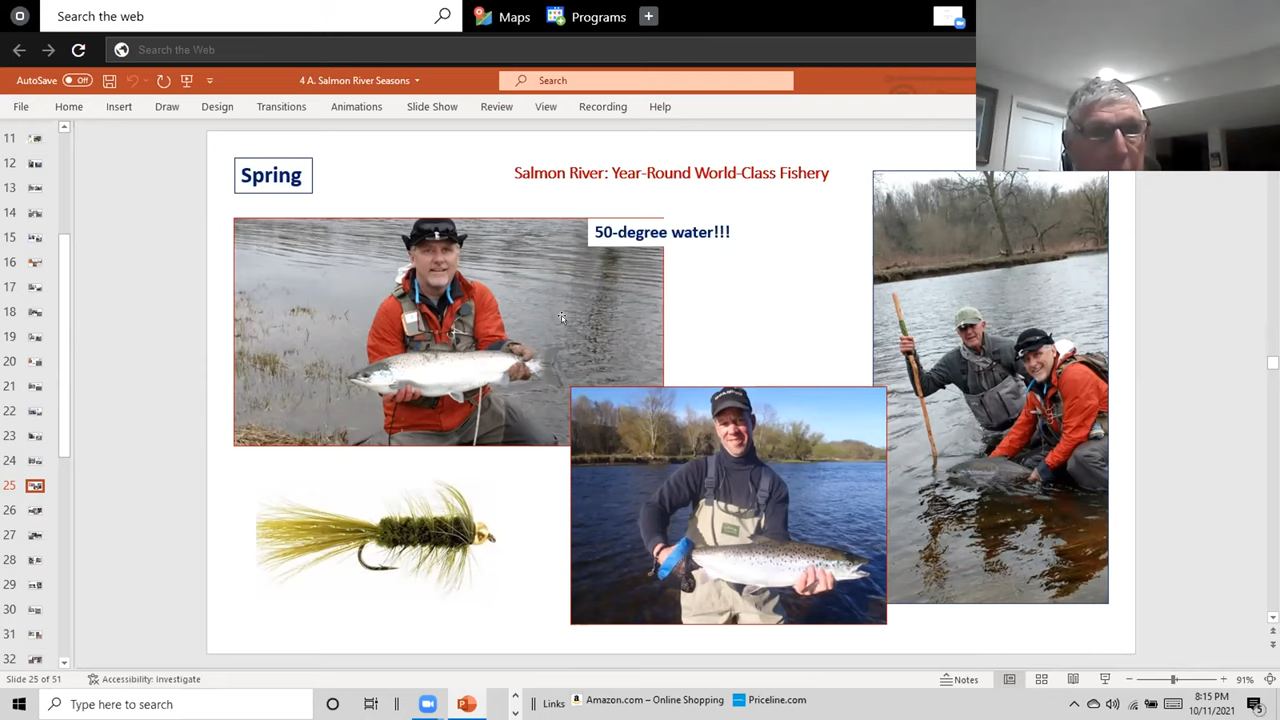 Search the web
Maps
Programs
Search the Web
AutoSave
Off
4 A. Salmon River Seasons
Search
File
Home
Insert
Draw
Design
Transitions
Animations
Slide Show
Review
View
Recording
Help
11
12
13
14
15
16
17
18
19
20
21
22
23
24
25
26
27
28
29
30
31
32
Spring
Salmon River: Year-Round World-Class Fishery
50-degree water!!!
Slide 25 of 51
Accessibility: Investigate
Notes
91%
Type here to search
Links
Amazon.com – Online Shopping
Priceline.com
8:15 PM
10/11/2021
5